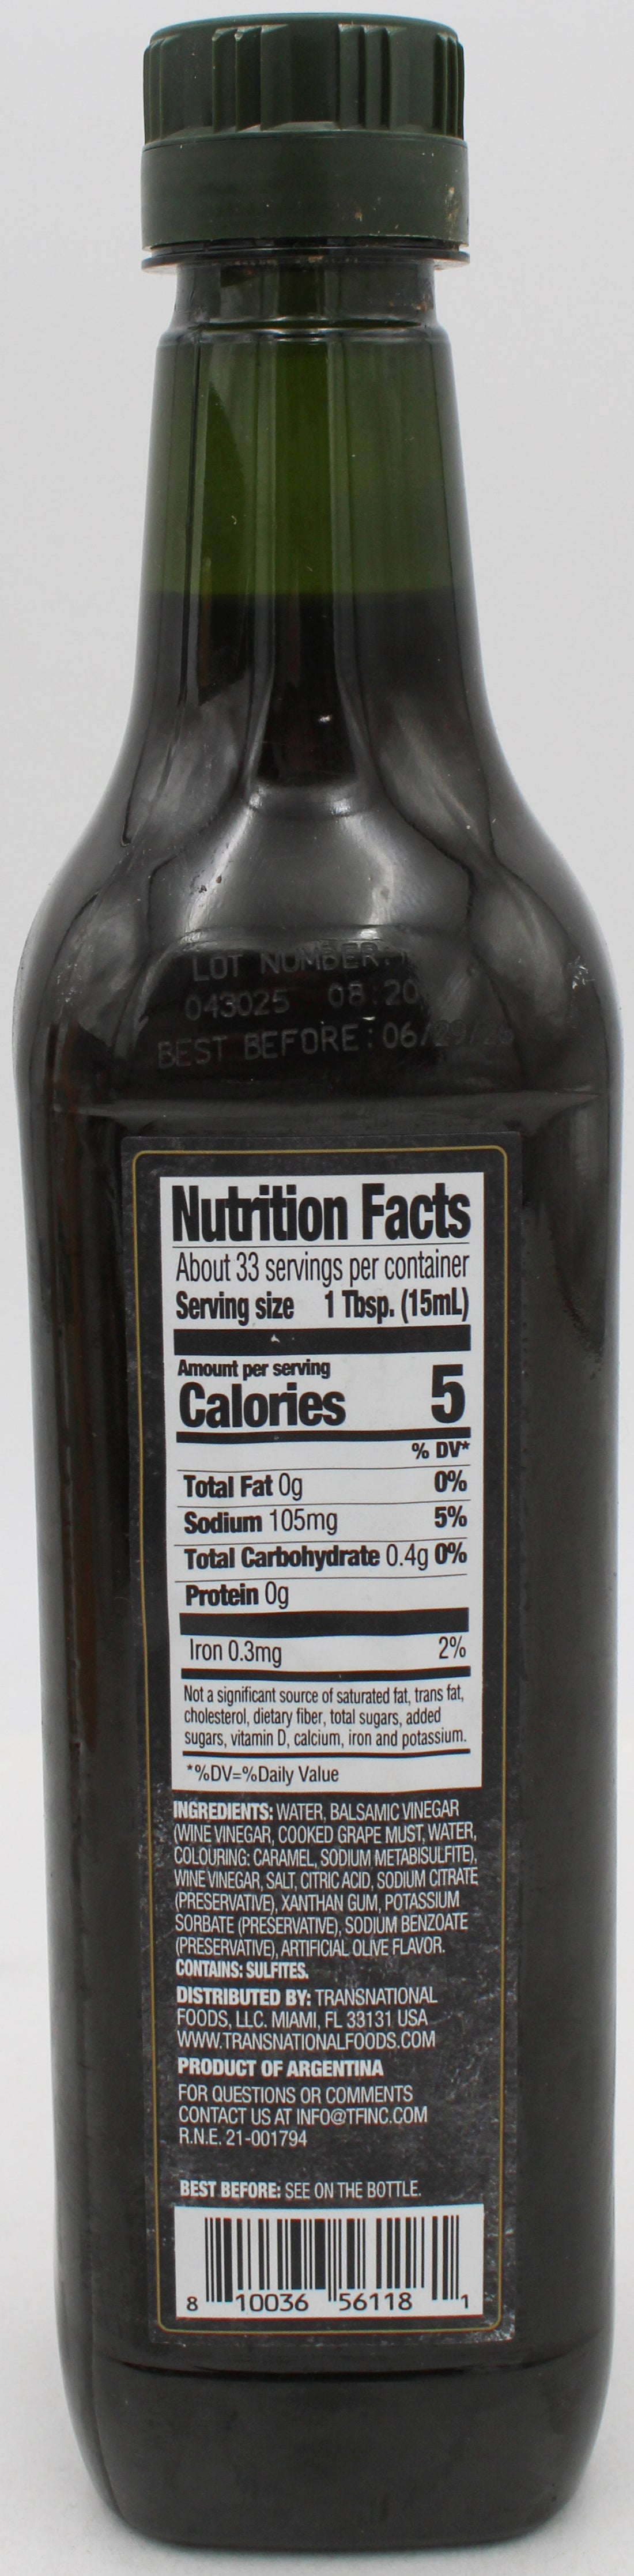 LOT NUMBER:
043025 08:20
BEST BEFORE: 06/29/
Nutrition Facts
About 33 servings per container
Serving size 1 Tbsp. (15mL)
Amount per serving
Calories 5
% DV*
Total Fat 0g 0%
Sodium 105mg 5%
Total Carbohydrate 0.4g 0%
Protein 0g
Iron 0.3mg 2%
Not a significant source of saturated fat, trans fat,
cholesterol, dietary fiber, total sugars, added
sugars, vitamin D, calcium, iron and potassium.
*%DV=%Daily Value
INGREDIENTS: WATER, BALSAMIC VINEGAR
(WINE VINEGAR, COOKED GRAPE MUST, WATER,
COLOURING: CARAMEL, SODIUM METABISULFITE),
WINE VINEGAR, SALT, CITRIC ACID, SODIUM CITRATE
(PRESERVATIVE), XANTHAN GUM, POTASSIUM
SORBATE (PRESERVATIVE), SODIUM BENZOATE
(PRESERVATIVE), ARTIFICIAL OLIVE FLAVOR.
CONTAINS: SULFITES.
DISTRIBUTED BY: TRANSNATIONAL
FOODS, LLC. MIAMI, FL 33131 USA
WWW.TRANSNATIONALFOODS.COM
PRODUCT OF ARGENTINA
FOR QUESTIONS OR COMMENTS
CONTACT US AT INFO@TFINC.COM
R.N.E. 21-001794
BEST BEFORE: SEE ON THE BOTTLE.
8 10036 56118 1